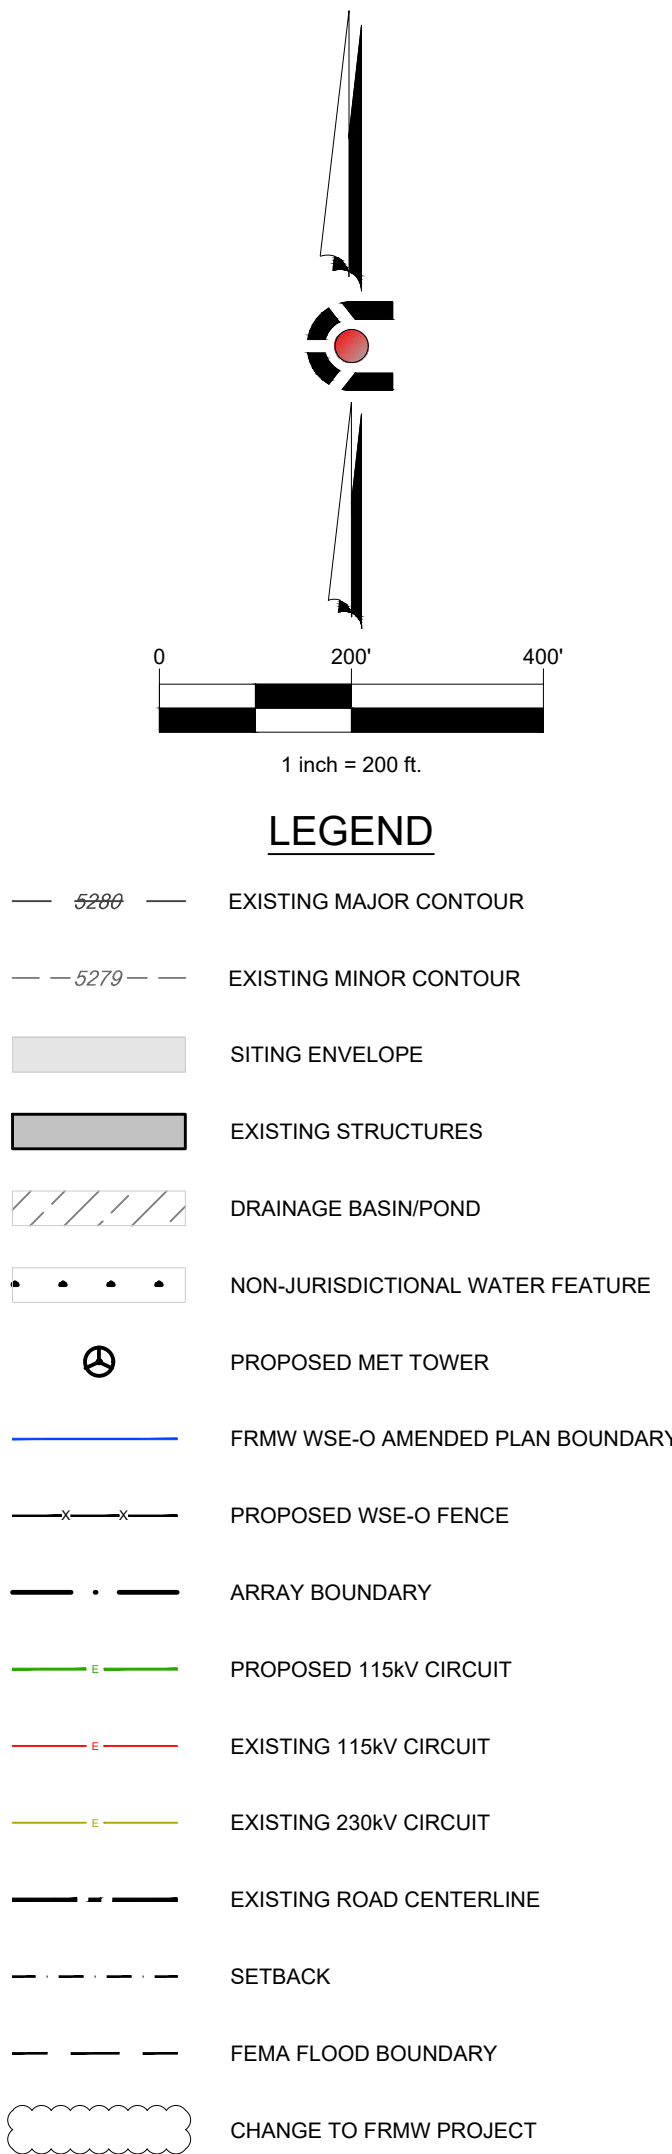 0 200' 400'
1 inch = 200 ft.
LEGEND
5280 EXISTING MAJOR CONTOUR
5279 EXISTING MINOR CONTOUR
SITING ENVELOPE
EXISTING STRUCTURES
DRAINAGE BASIN/POND
NON-JURISDICTIONAL WATER FEATURE
PROPOSED MET TOWER
FRMW WSE-O AMENDED PLAN BOUNDARY
X X PROPOSED WSE-O FENCE
ARRAY BOUNDARY
E PROPOSED 115kV CIRCUIT
E EXISTING 115kV CIRCUIT
E EXISTING 230kV CIRCUIT
EXISTING ROAD CENTERLINE
SETBACK
FEMA FLOOD BOUNDARY
CHANGE TO FRMW PROJECT